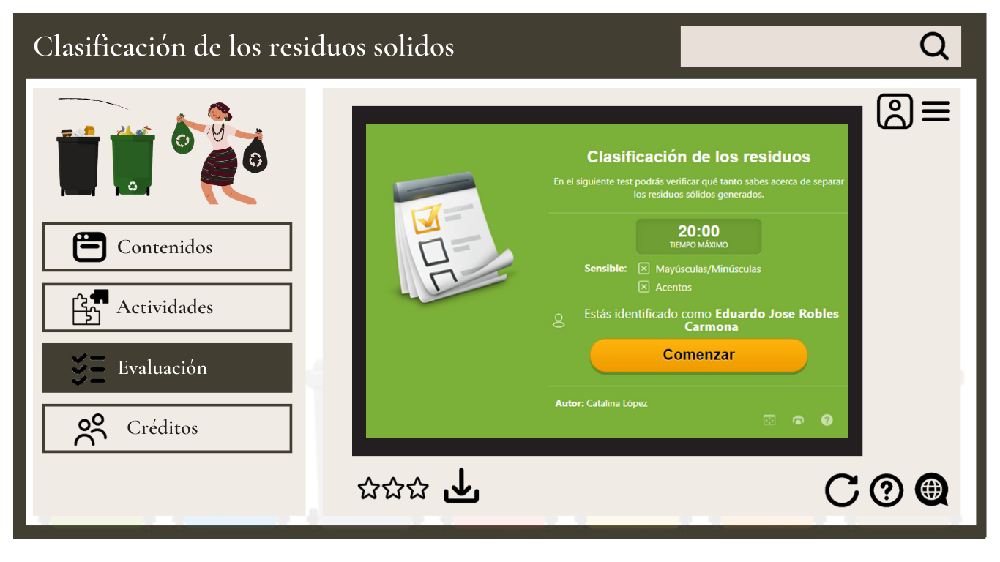 Clasificación de los residuos solidos
Contenidos
Actividades
Evaluación
Créditos
Clasificación de los residuos
En el siguiente test podrás verificar qué tanto sabes acerca de separar
los residuos sólidos generados.
20:00
TIEMPO MÁXIMO
Sensible: Mayúsculas/Minúsculas
Acentos
Estás identificado como Eduardo Jose Robles
Carmona
Comenzar
Autor: Catalina López